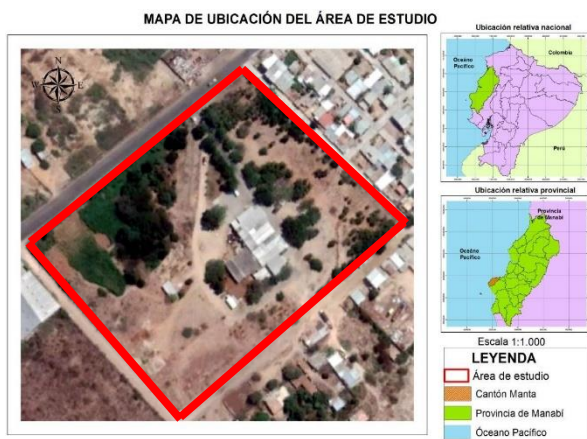 MAPA DE UBICACIÓN DEL ÁREA DE ESTUDIO
N
W
E
S
Ubicación relativa nacional
Océano
Pacífico
Colombia
Perú
Ubicación relativa provincial
Provincia
de Manabí
Océano
Pacífico
Escala 1:1.000
LEYENDA
Área de estudio
Cantón Manta
Provincia de Manabí
Óceano Pacífico